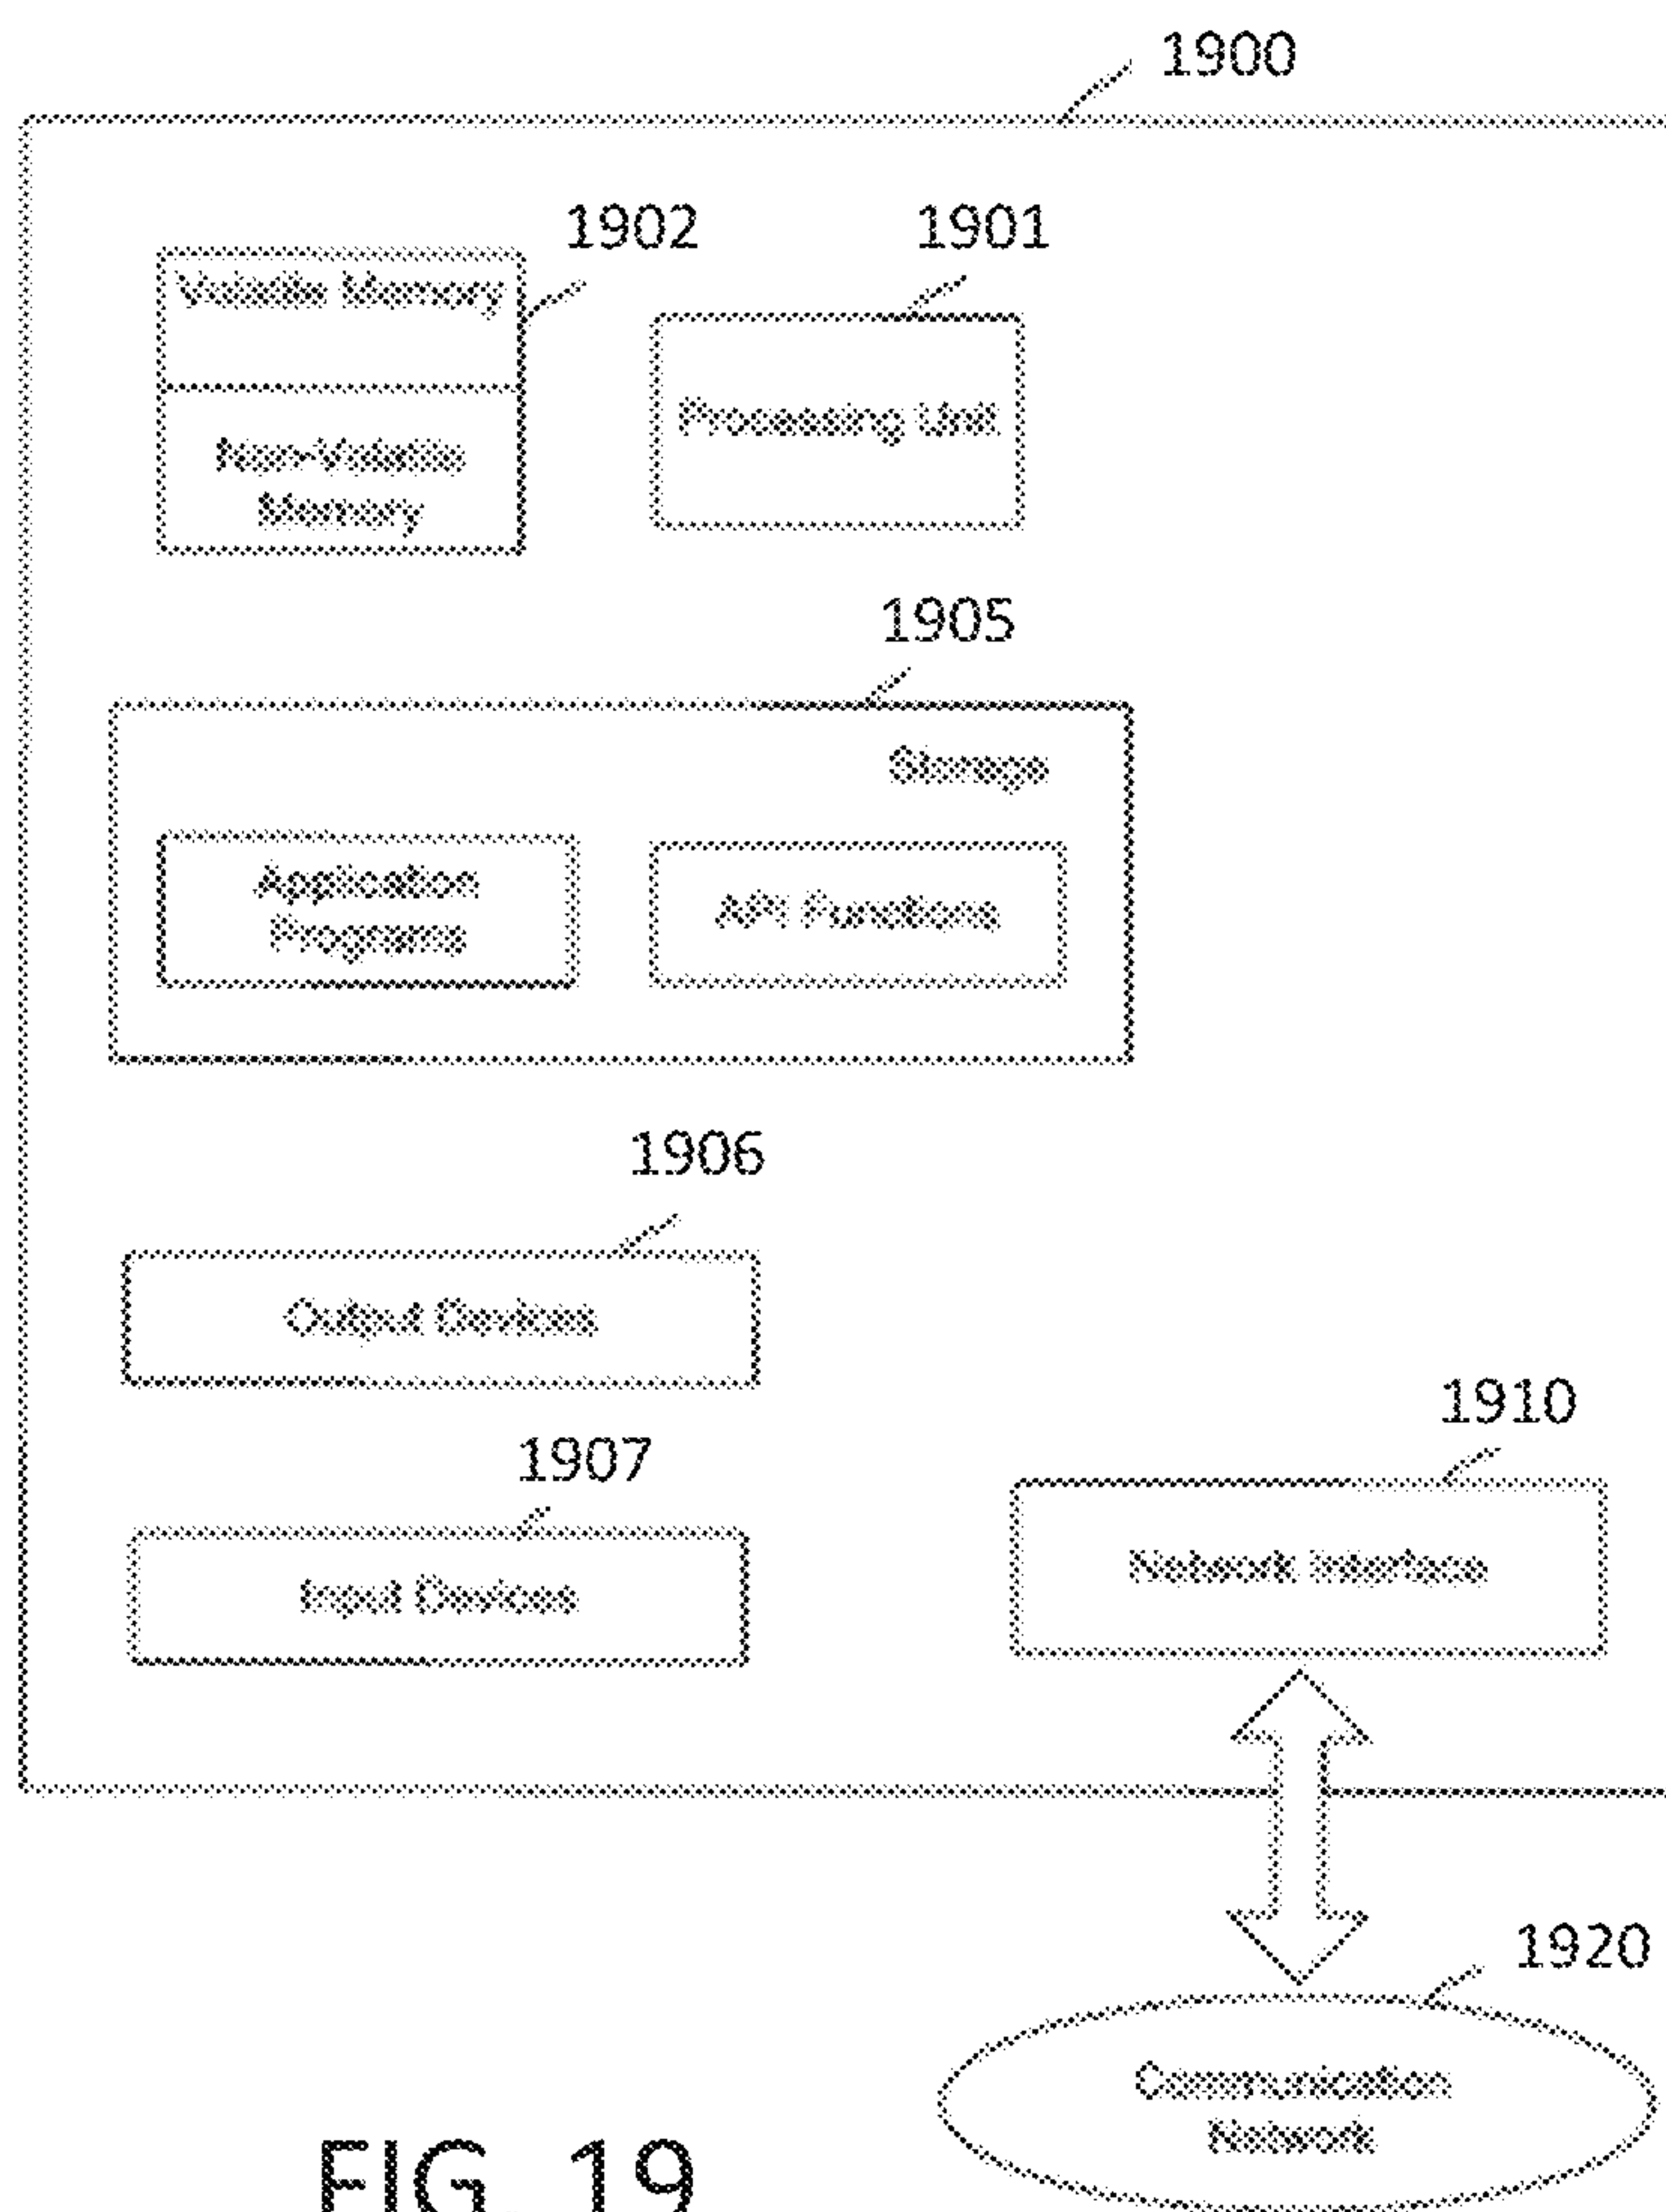 1900
1902
1901
Volatile Memory
Processing Unit
Non-Volatile
Memory
1905
Storage
Application
Programs
API Functions
1906
Output Devices
1910
1907
Network Interface
Input Devices
1920
Communication
Network
FIG. 19